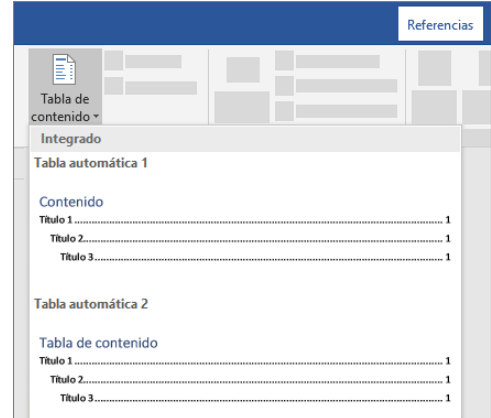 Referencias
Tabla de
contenido
Integrado
Tabla automática 1
Contenido
Título 1 ........................................................................ 1
Título 2........................................................................ 1
Título 3........................................................................ 1
Tabla automática 2
Tabla de contenido
Título 1 ........................................................................ 1
Título 2........................................................................ 1
Título 3........................................................................ 1